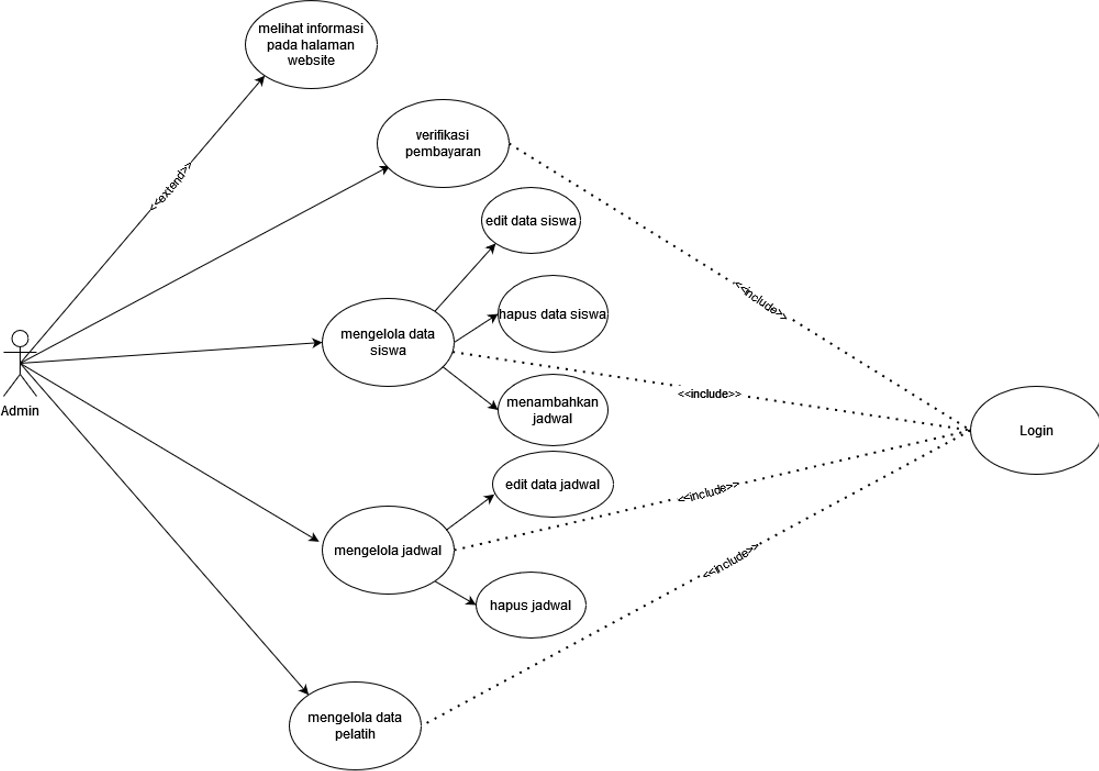 melihat informasi
pada halaman
website
<<extend>>
verifikasi
pembayaran
edit data siswa
<<include>>
hapus data siswa
mengelola data
siswa
<<include>>
menambahkan
jadwal
Admin
Login
edit data jadwal
<<include>>
mengelola jadwal
<<include>>
hapus jadwal
mengelola data
pelatih